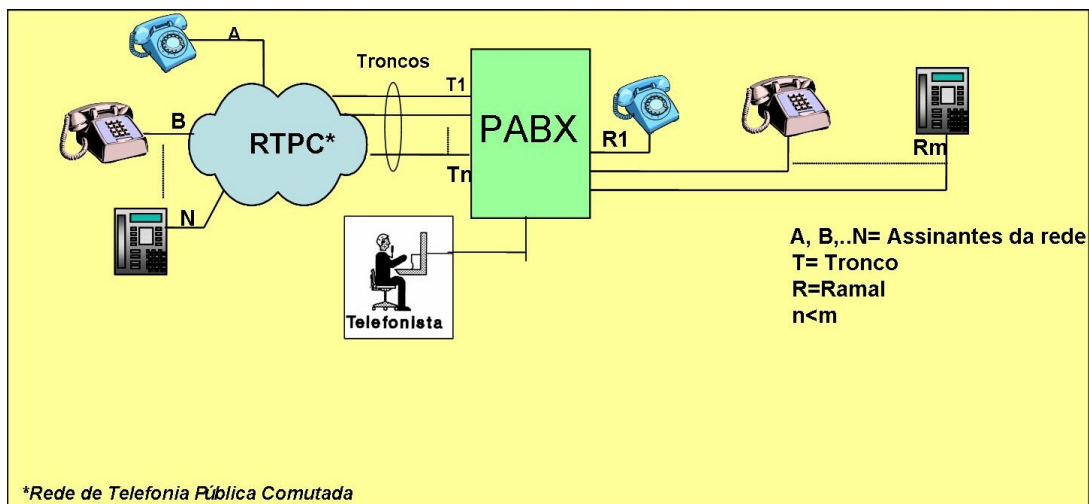 A
Troncos
T1
B
RTPC*
PABX
R1
Rm
Tn
N
A, B,..N= Assinantes da rede
T= Tronco
R=Ramal
n<m
Telefonista
*Rede de Telefonia Pública Comutada